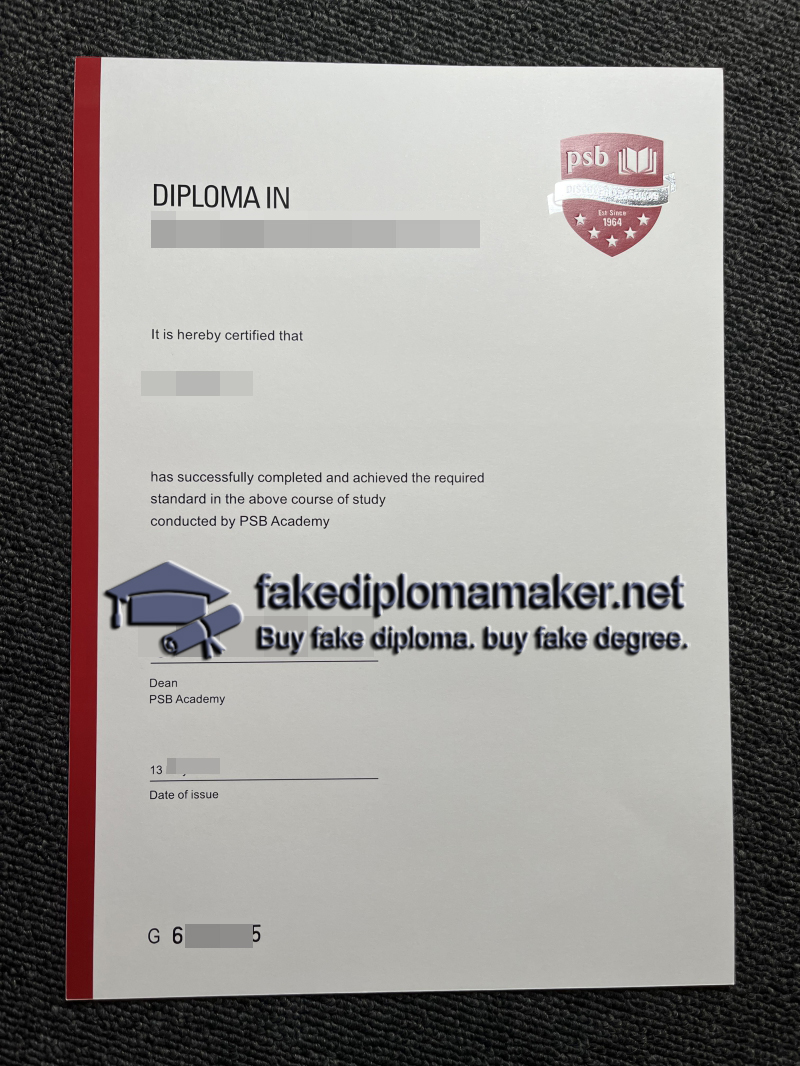 psb
Est Since
1964
DIPLOMA IN
It is hereby certified that
has successfully completed and achieved the required
standard in the above course of study
conducted by PSB Academy
fakediplomamaker.net
Buy fake diploma. buy fake degree.
Dean
PSB Academy
13
Date of issue
G 6 5